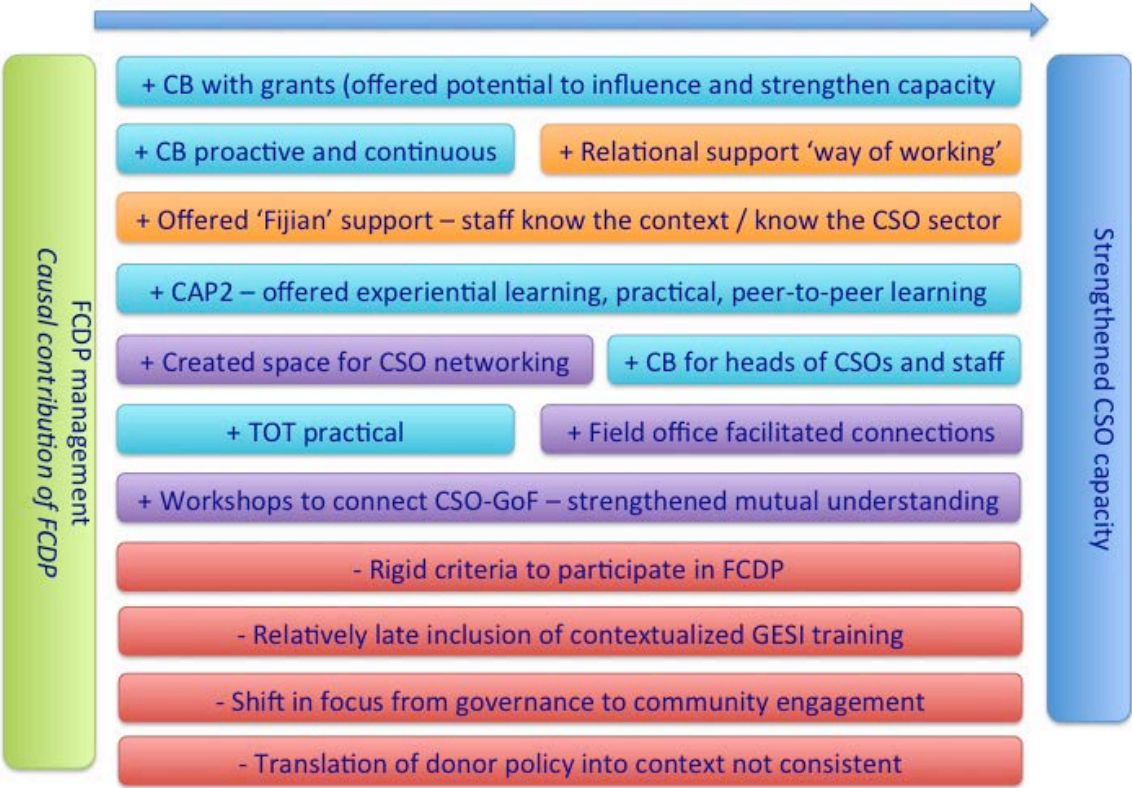 + CB with grants (offered potential to influence and strengthen capacity
+ CB proactive and continuous
+ Relational support ‘way of working’
+ Offered ‘Fijian’ support – staff know the context / know the CSO sector
+ CAP2 – offered experiential learning, practical, peer-to-peer learning
+ Created space for CSO networking
+ CB for heads of CSOs and staff
+ TOT practical
+ Field office facilitated connections
+ Workshops to connect CSO-GoF – strengthened mutual understanding
- Rigid criteria to participate in FCDP
- Relatively late inclusion of contextualized GESI training
- Shift in focus from governance to community engagement
- Translation of donor policy into context not consistent
FCDP management
Causal contribution of FCDP
Strengthened CSO capacity